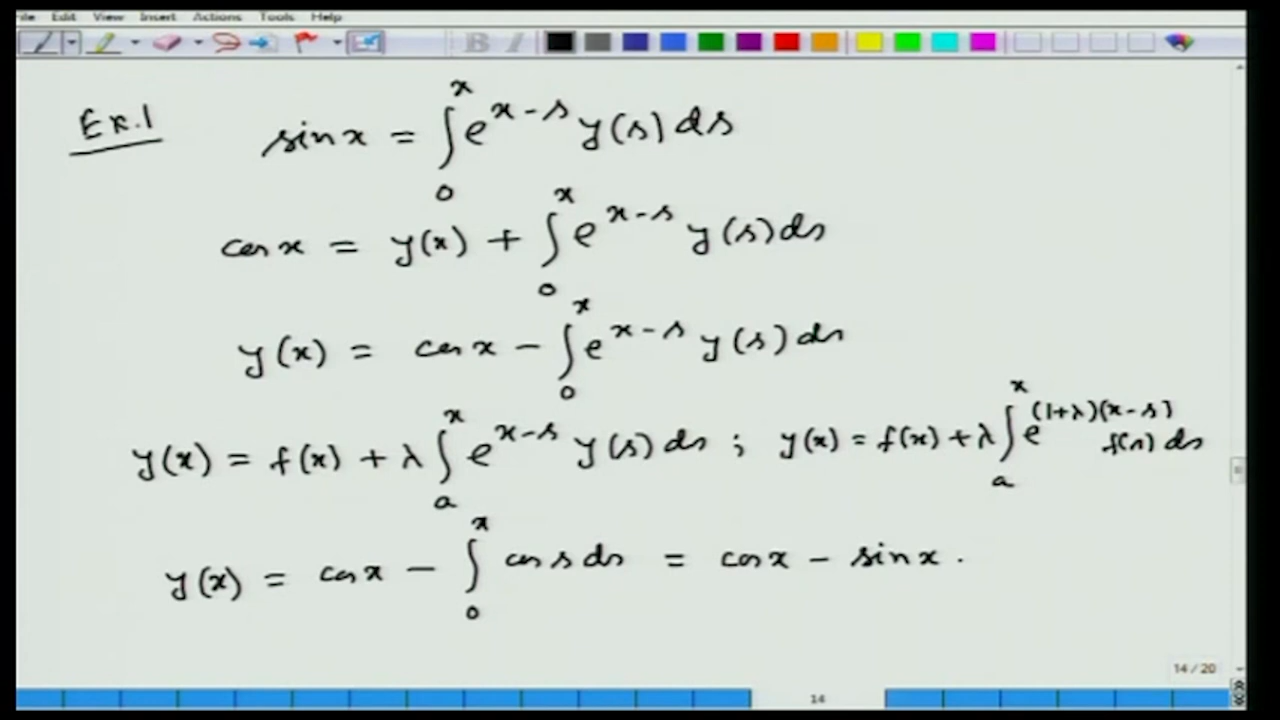 File Edit View Insert Actions Tools Help
B I
Ex.1 sin x = ∫₀ˣ e^{x-s} y(s) ds
cos x = y(x) + ∫₀ˣ e^{x-s} y(s) ds
y(x) = cos x - ∫₀ˣ e^{x-s} y(s) ds
y(x) = f(x) + λ ∫ₐˣ e^{x-s} y(s) ds ; y(x) = f(x) + λ ∫ₐˣ e^{(1+λ)(x-s)} f(s) ds
y(x) = cos x - ∫₀ˣ cos s ds = cos x - sin x .
14 / 20
14